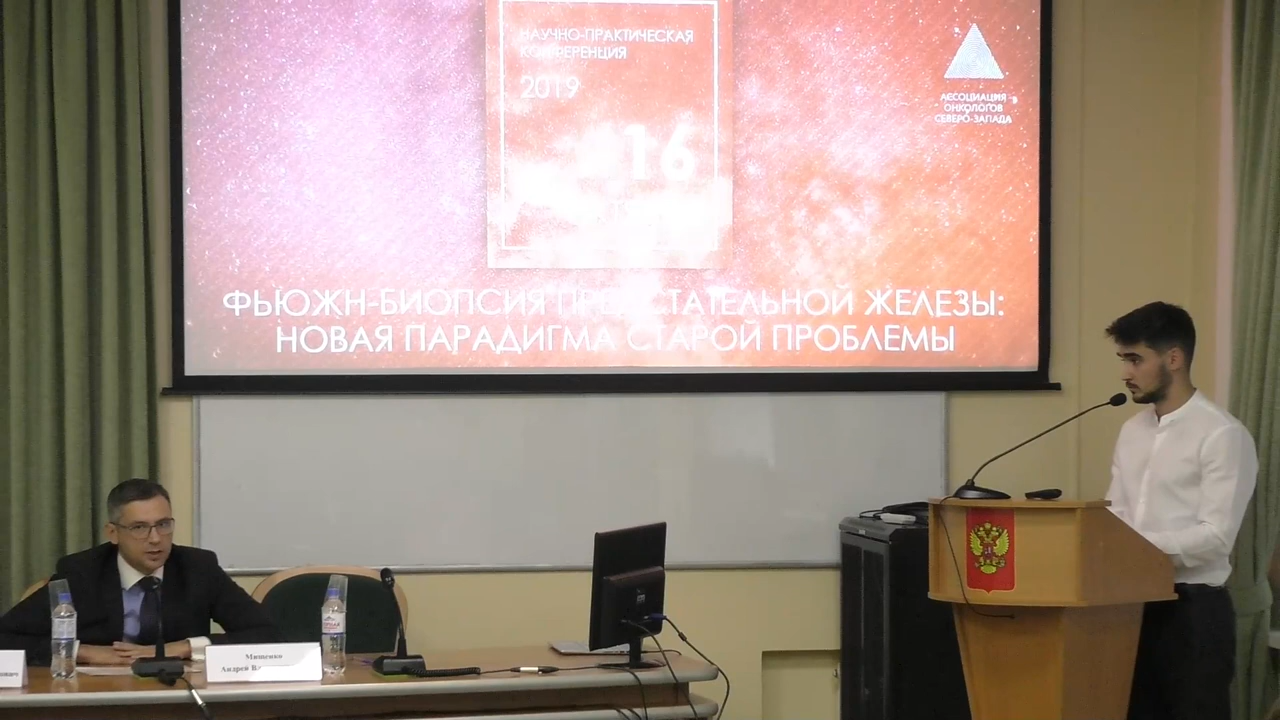 НАУЧНО-ПРАКТИЧЕСКАЯ
КОНФЕРЕНЦИЯ
2019
16
АССОЦИАЦИЯ
ОНКОЛОГОВ
СЕВЕРО-ЗАПАДА
ФЬЮЖН-БИОПСИЯ ПРЕДСТАТЕЛЬНОЙ ЖЕЛЕЗЫ:
НОВАЯ ПАРАДИГМА СТАРОЙ ПРОБЛЕМЫ
Мищенко
Андрей